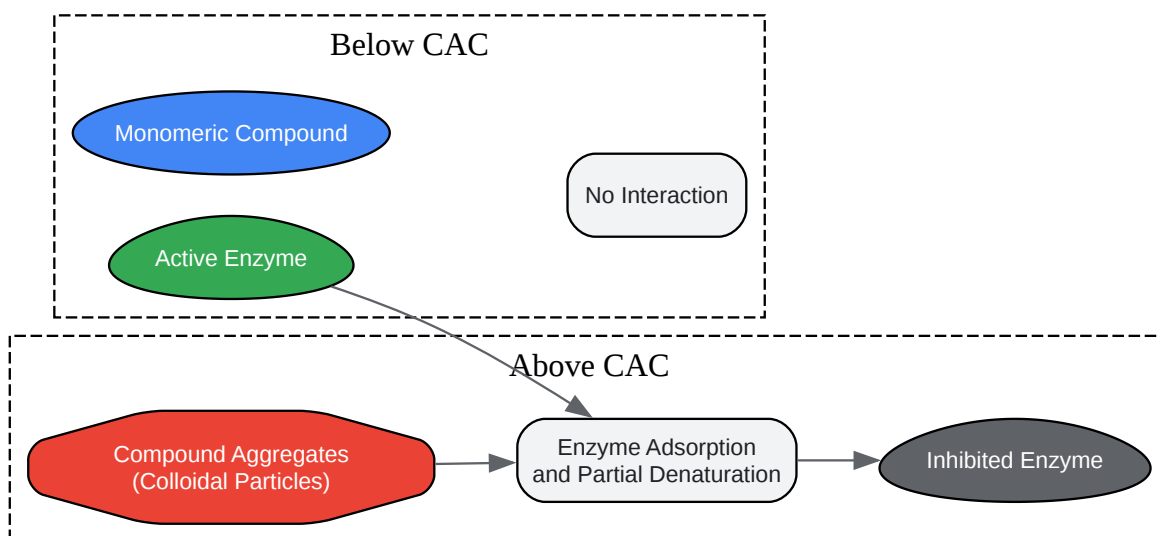 Below CAC
Monomeric Compound
No Interaction
Active Enzyme
Above CAC
Compound Aggregates
(Colloidal Particles)
Enzyme Adsorption
and Partial Denaturation
Inhibited Enzyme